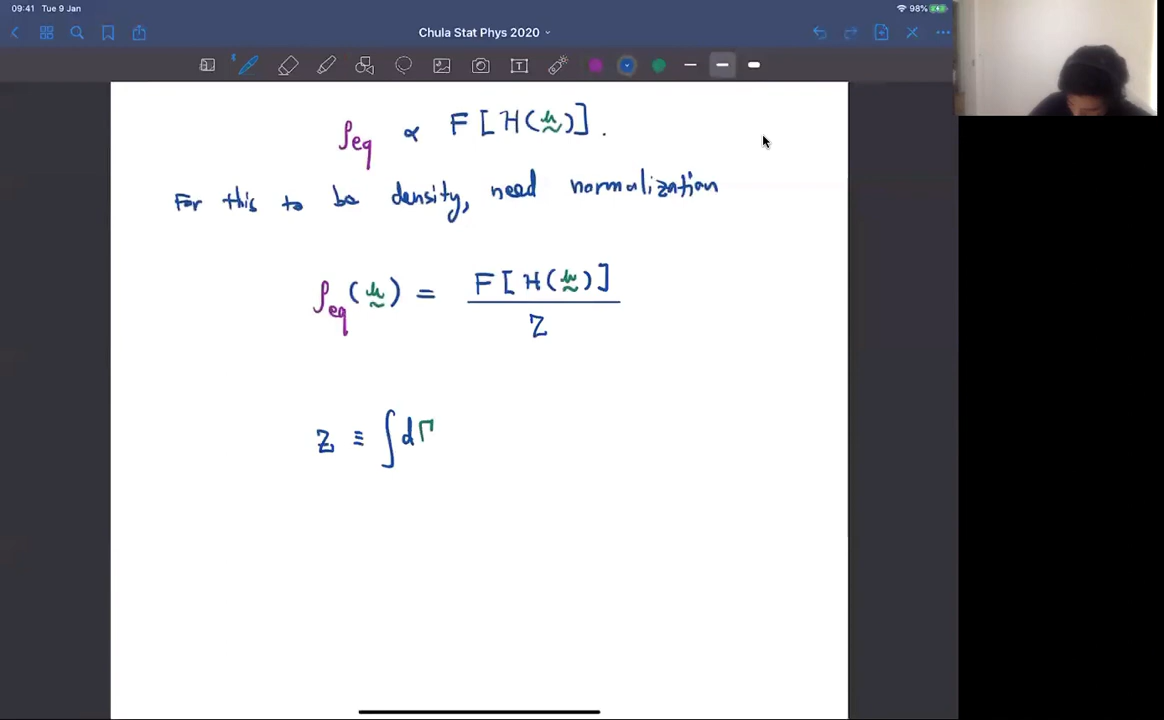 09:41 Tue 9 Jan
98%
Chula Stat Phys 2020
ρeq ∝ F[H(μ)].
For this to be density, need normalization
ρeq(μ) = F[H(μ)] / Z
Z ≡ ∫dΓ